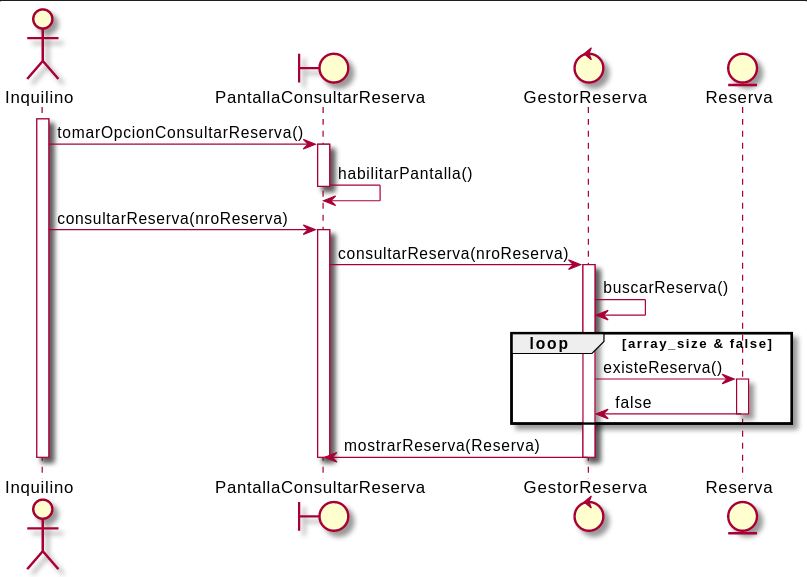 Inquilino PantallaConsultarReserva GestorReserva Reserva
tomarOpcionConsultarReserva()
habilitarPantalla()
consultarReserva(nroReserva)
consultarReserva(nroReserva)
buscarReserva()
loop [array_size & false]
existeReserva()
false
mostrarReserva(Reserva)
Inquilino PantallaConsultarReserva GestorReserva Reserva